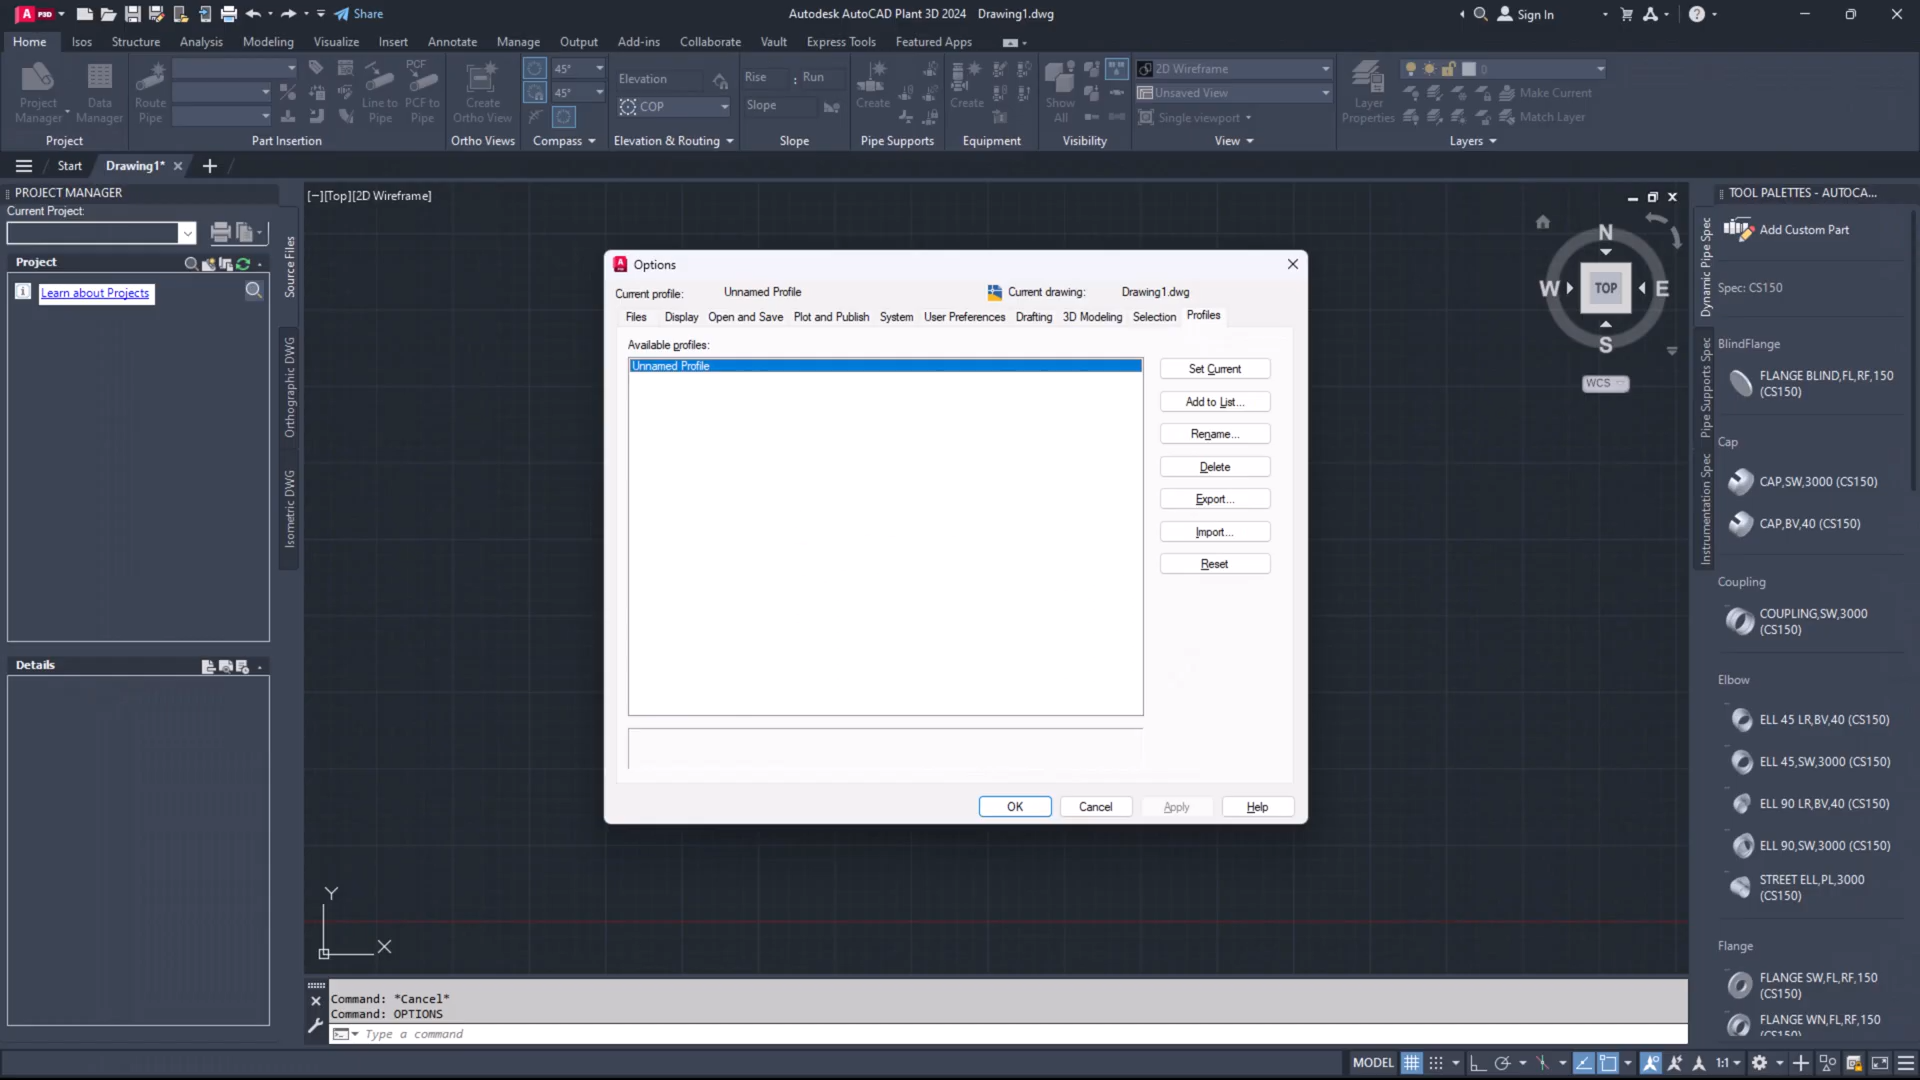 A P3D
Share
Autodesk AutoCAD Plant 3D 2024 Drawing1.dwg
Sign In
Home Isos Structure Analysis Modeling Visualize Insert Annotate Manage Output Add-ins Collaborate Vault Express Tools Featured Apps
Project Manager
Data Manager
Project
Route Pipe
Line to Pipe
PCF
PCF to Pipe
Part Insertion
Create Ortho View
Ortho Views
45°
45°
Compass
Elevation
COP
Elevation & Routing
Rise : Run
Slope
Slope
Create
Pipe Supports
Create
Equipment
Show All
Visibility
2D Wireframe
Unsaved View
Single viewport
View
Layer Properties
0
Make Current
Match Layer
Layers
Start
Drawing1*
PROJECT MANAGER
Current Project:
Project
Learn about Projects
Details
Source Files
Orthographic DWG
Isometric DWG
[−][Top][2D Wireframe]
N
W TOP E
S
WCS
Y
X
Options
Current profile: Unnamed Profile
Current drawing: Drawing1.dwg
Files Display Open and Save Plot and Publish System User Preferences Drafting 3D Modeling Selection Profiles
Available profiles:
Unnamed Profile
Set Current
Add to List...
Rename...
Delete
Export...
Import...
Reset
OK Cancel Apply Help
TOOL PALETTES - AUTOCA...
Dynamic Pipe Spec
Pipe Supports Spec
Instrumentation Spec
Add Custom Part
Spec: CS150
BlindFlange
FLANGE BLIND,FL,RF,150
(CS150)
Cap
CAP,SW,3000 (CS150)
CAP,BV,40 (CS150)
Coupling
COUPLING,SW,3000
(CS150)
Elbow
ELL 45 LR,BV,40 (CS150)
ELL 45,SW,3000 (CS150)
ELL 90 LR,BV,40 (CS150)
ELL 90,SW,3000 (CS150)
STREET ELL,PL,3000
(CS150)
Flange
FLANGE SW,FL,RF,150
(CS150)
FLANGE WN,FL,RF,150
(CS150)
Command: *Cancel*
Command: OPTIONS
Type a command
MODEL
1:1